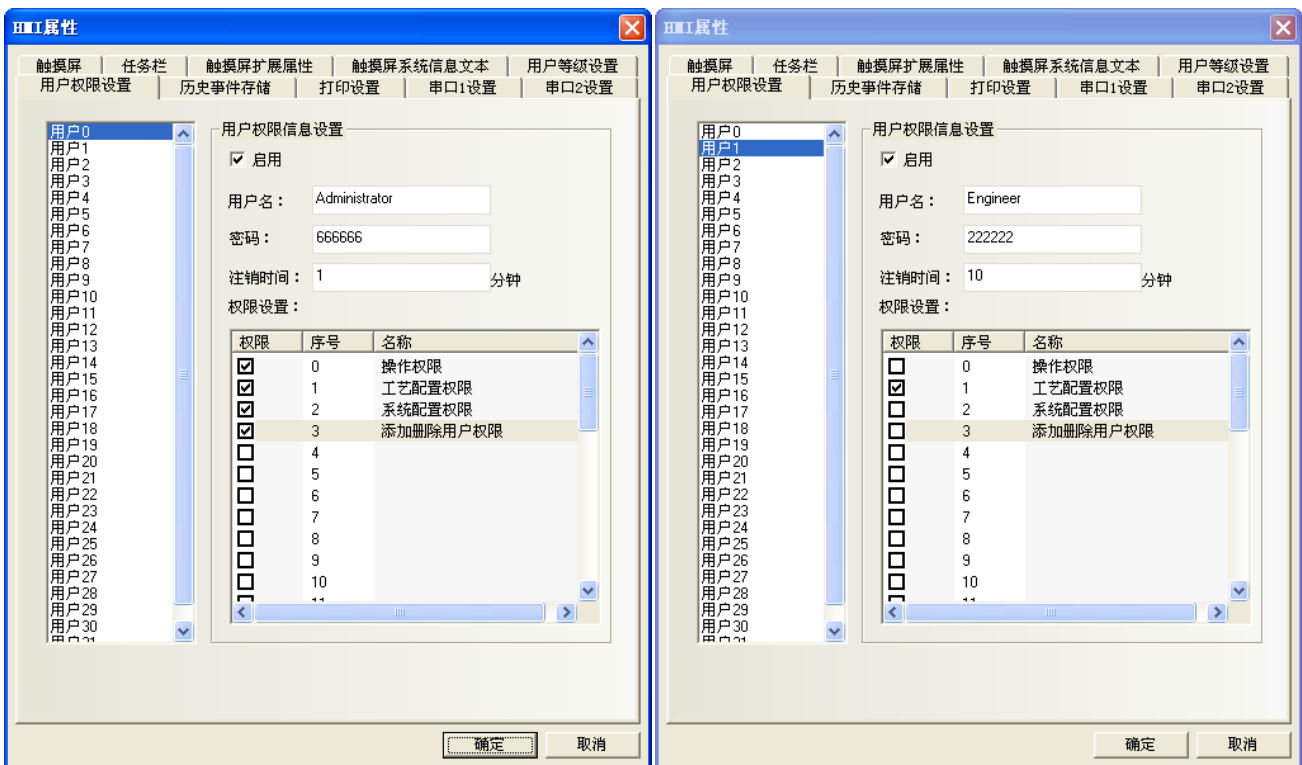 HMI属性
触摸屏 任务栏 触摸屏扩展属性 触摸屏系统信息文本 用户等级设置
用户权限设置 历史事件存储 打印设置 串口1设置 串口2设置
用户0
用户1
用户2
用户3
用户4
用户5
用户6
用户7
用户8
用户9
用户10
用户11
用户12
用户13
用户14
用户15
用户16
用户17
用户18
用户19
用户20
用户21
用户22
用户23
用户24
用户25
用户26
用户27
用户28
用户29
用户30
用户权限信息设置
启用
用户名： Administrator
密码： 666666
注销时间： 1 分钟
权限设置：
权限 序号 名称
0 操作权限
1 工艺配置权限
2 系统配置权限
3 添加删除用户权限
4
5
6
7
8
9
10
确定 取消
HMI属性
触摸屏 任务栏 触摸屏扩展属性 触摸屏系统信息文本 用户等级设置
用户权限设置 历史事件存储 打印设置 串口1设置 串口2设置
用户0
用户1
用户2
用户3
用户4
用户5
用户6
用户7
用户8
用户9
用户10
用户11
用户12
用户13
用户14
用户15
用户16
用户17
用户18
用户19
用户20
用户21
用户22
用户23
用户24
用户25
用户26
用户27
用户28
用户29
用户30
用户权限信息设置
启用
用户名： Engineer
密码： 222222
注销时间： 10 分钟
权限设置：
权限 序号 名称
0 操作权限
1 工艺配置权限
2 系统配置权限
3 添加删除用户权限
4
5
6
7
8
9
10
确定 取消